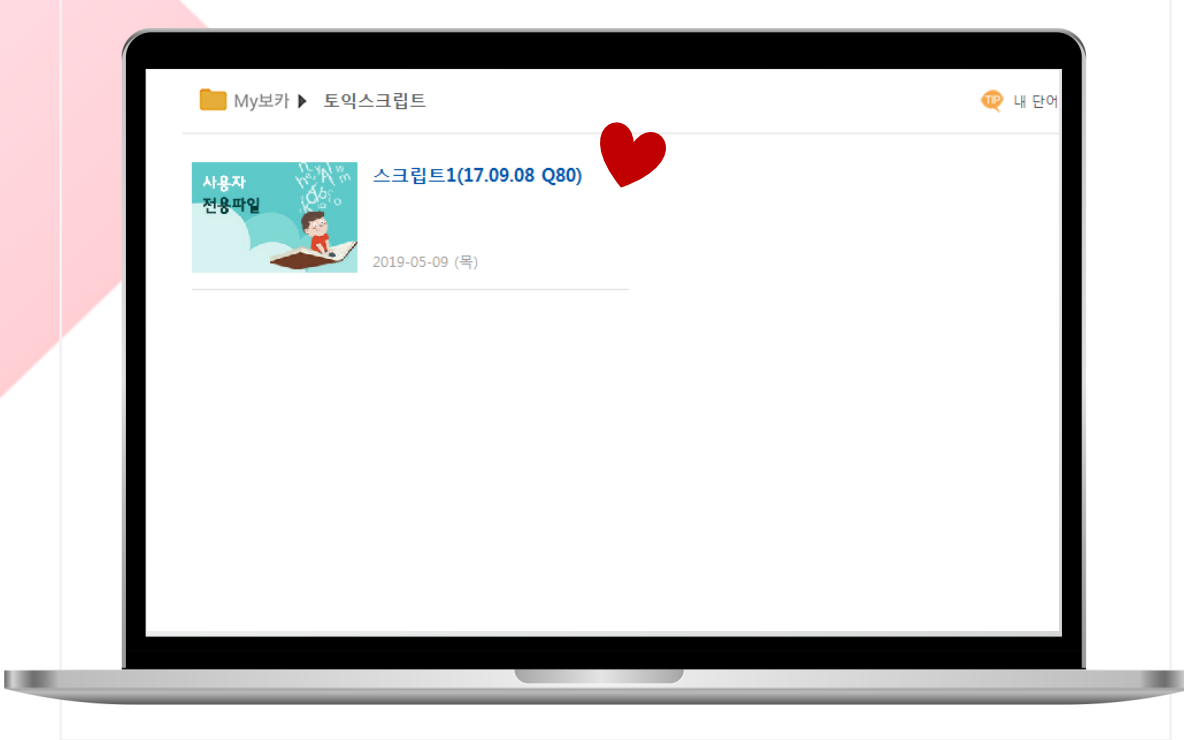 My보카 ▶ 토익스크립트
TIP 내 단어
사용자
전용파일
스크립트1(17.09.08 Q80)
2019-05-09 (목)